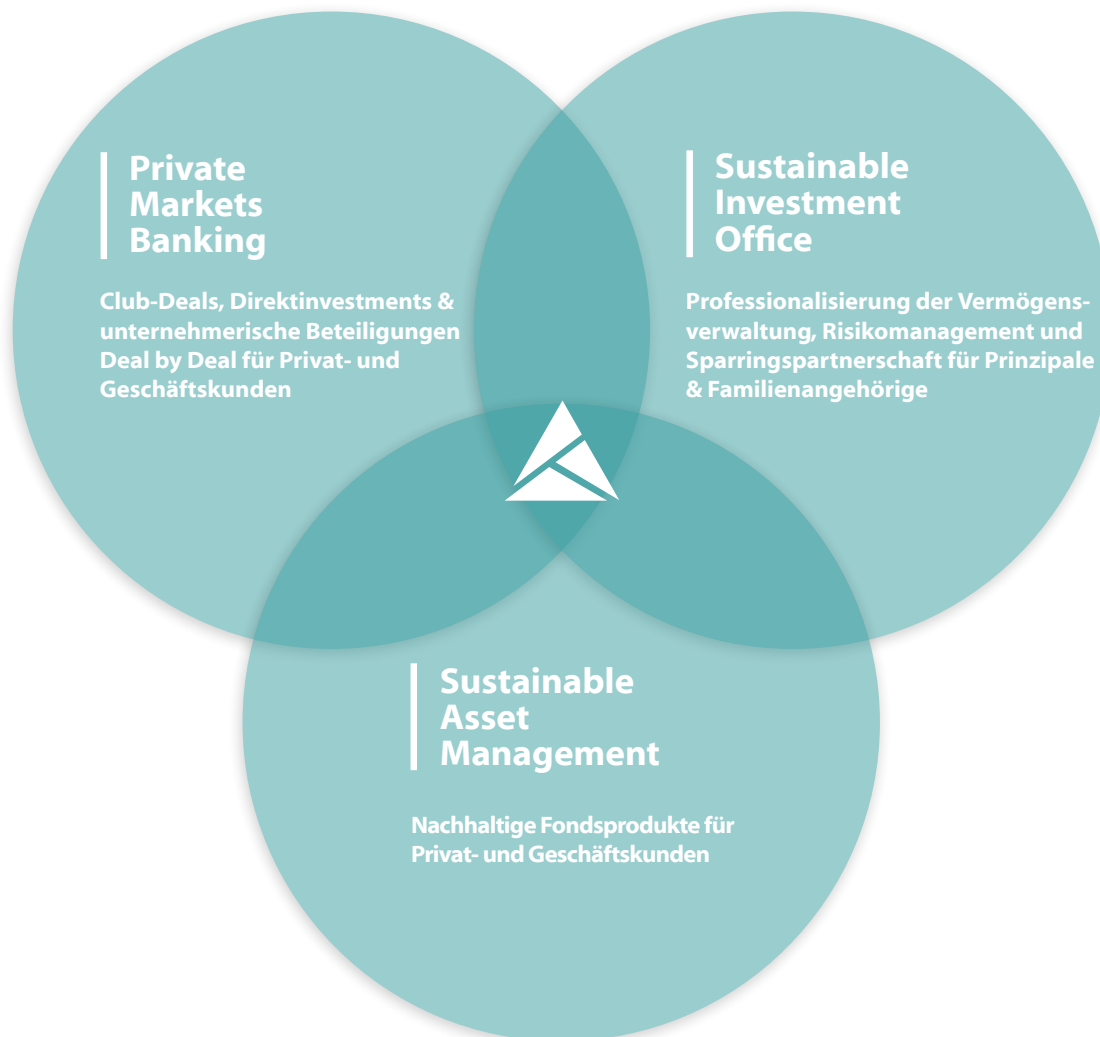 Private
Markets
Banking
Club-Deals, Direktinvestments &
unternehmerische Beteiligungen
Deal by Deal für Privat- und
Geschäftskunden
Sustainable
Investment
Office
Professionalisierung der Vermögens-
verwaltung, Risikomanagement und
Sparringspartnerschaft für Prinzipale
& Familienangehörige
Sustainable
Asset
Management
Nachhaltige Fondsprodukte für
Privat- und Geschäftskunden